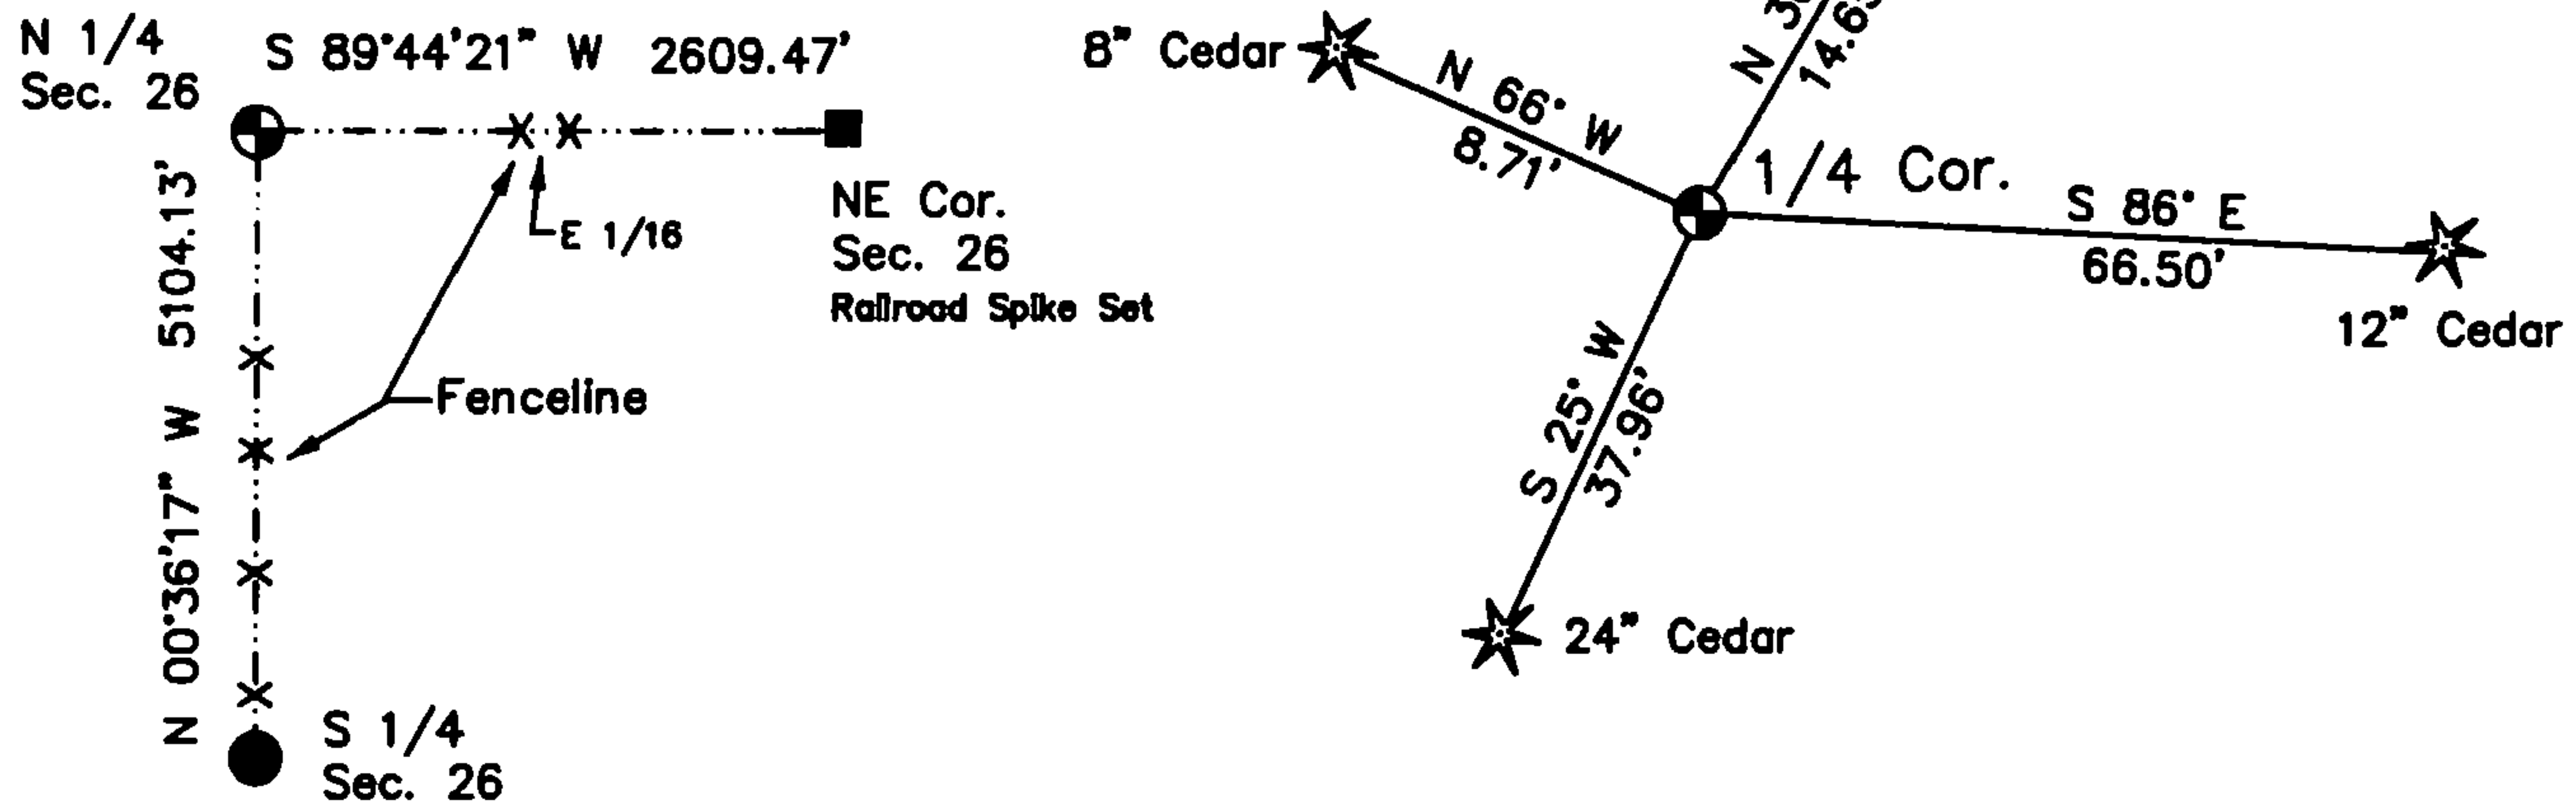 N 1/4
Sec. 26
S 89°44'21" W 2609.47'
N 00°36'17" W 5104.13'
E 1/16
NE Cor.
Sec. 26
Railroad Spike Set
Fenceline
S 1/4
Sec. 26
8" Cedar
N 66° W
8.71'
N
1/4 Cor.
S 86° E
66.50'
12" Cedar
S 25° W
37.96'
24" Cedar